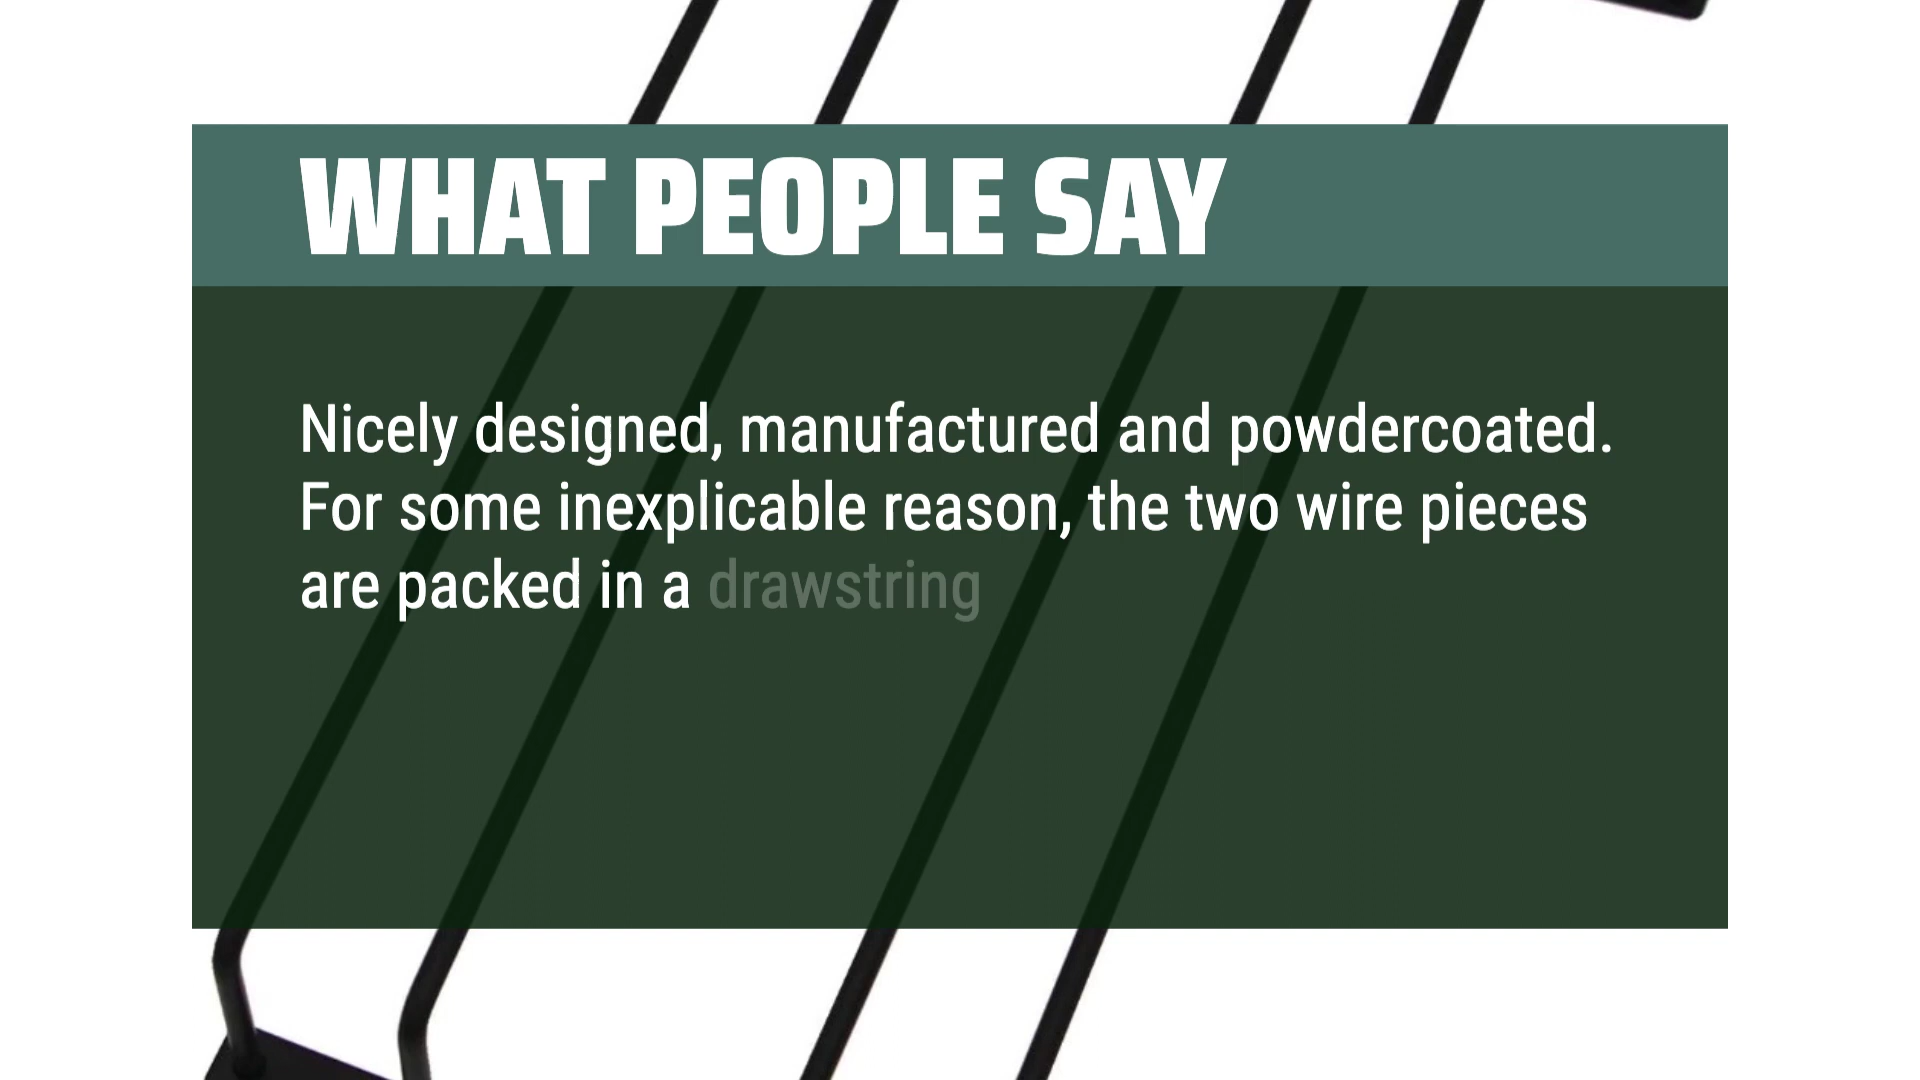 WHAT PEOPLE SAY
Nicely designed, manufactured and powdercoated.
For some inexplicable reason, the two wire pieces
are packed in a drawstring